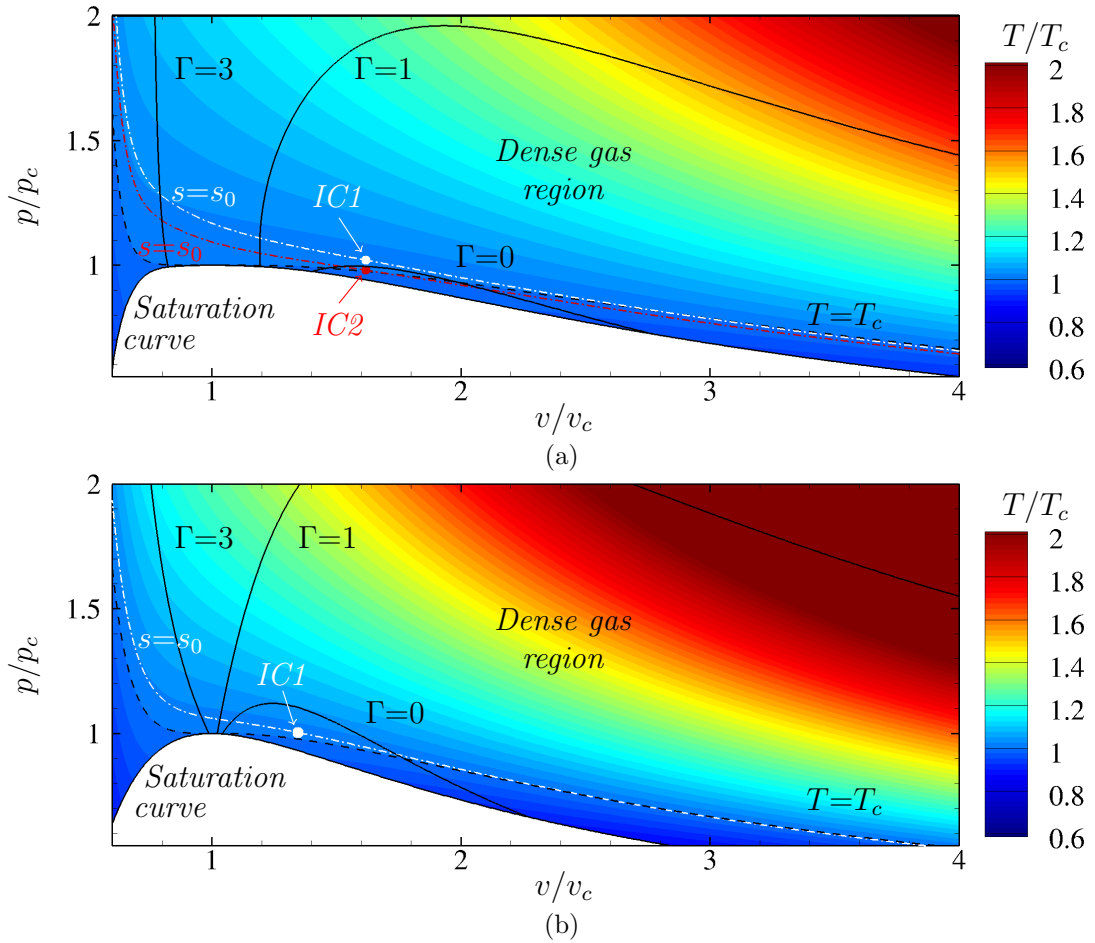 T/T_c
2
1.8
1.6
1.4
1.2
1
0.8
0.6
p/p_c
2
1.5
1
Γ=3
Γ=1
Dense gas
region
s=s_0
IC1
s=s_0
Γ=0
Saturation
curve
IC2
T=T_c
1
2
3
4
v/v_c
(a)
T/T_c
2
1.8
1.6
1.4
1.2
1
0.8
0.6
p/p_c
2
1.5
1
Γ=3
Γ=1
Dense gas
region
s=s_0
IC1
Γ=0
Saturation
curve
T=T_c
1
2
3
4
v/v_c
(b)